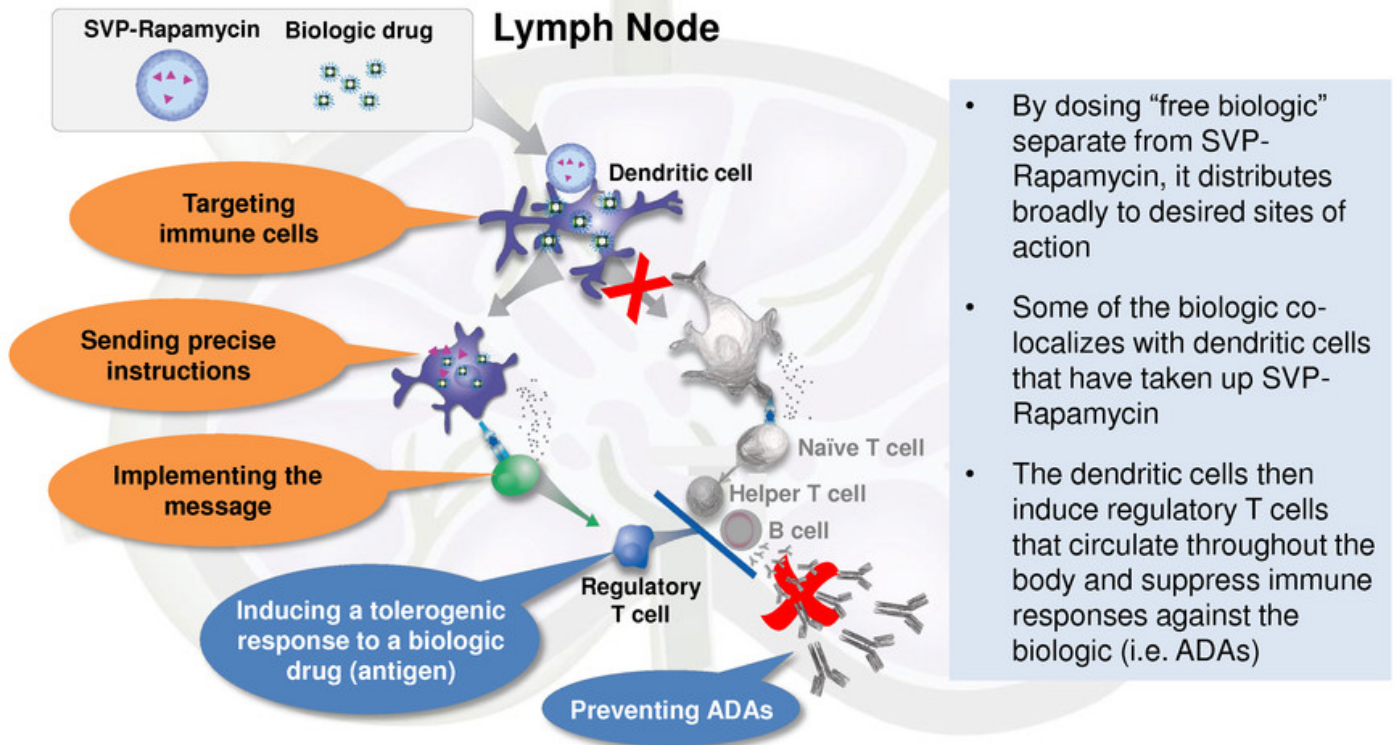 SVP-Rapamycin
Biologic drug
Lymph Node
Dendritic cell
Targeting
immune cells
Sending precise
instructions
Implementing the
message
Naïve T cell
Helper T cell
B cell
Regulatory
T cell
Inducing a tolerogenic
response to a biologic
drug (antigen)
Preventing ADAs
• By dosing “free biologic”
separate from SVP-
Rapamycin, it distributes
broadly to desired sites of
action
• Some of the biologic co-
localizes with dendritic cells
that have taken up SVP-
Rapamycin
• The dendritic cells then
induce regulatory T cells
that circulate throughout the
body and suppress immune
responses against the
biologic (i.e. ADAs)